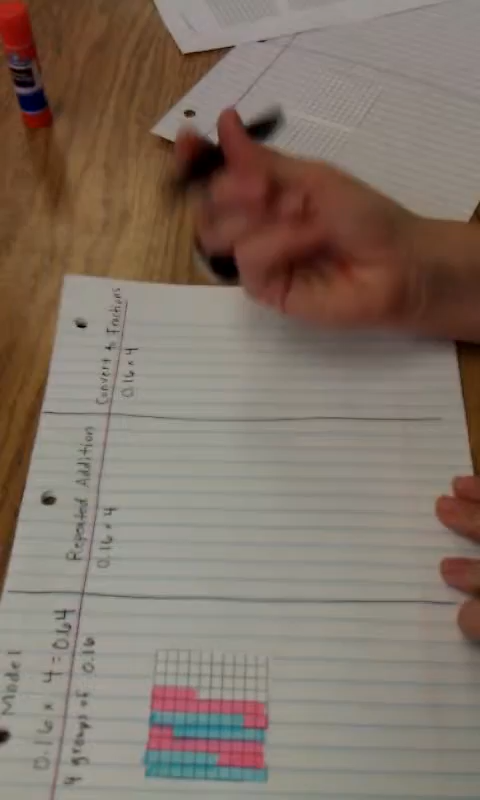 Model
0.16 × 4 = 0.64
4 groups of 0.16
Repeated Addition
0.16 × 4
Convert to Fractions
0.16 × 4